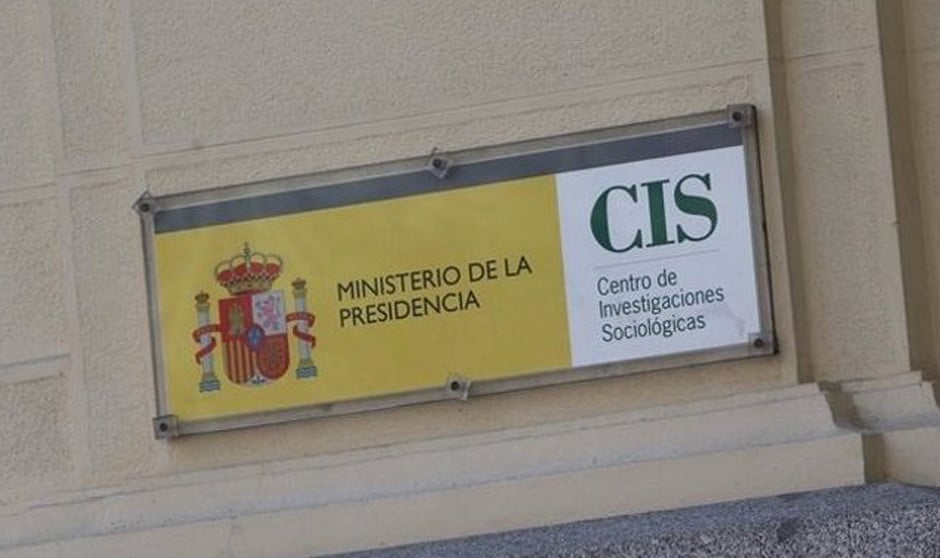 MINISTERIO DE LA
PRESIDENCIA
CIS
Centro de
Investigaciones
Sociológicas